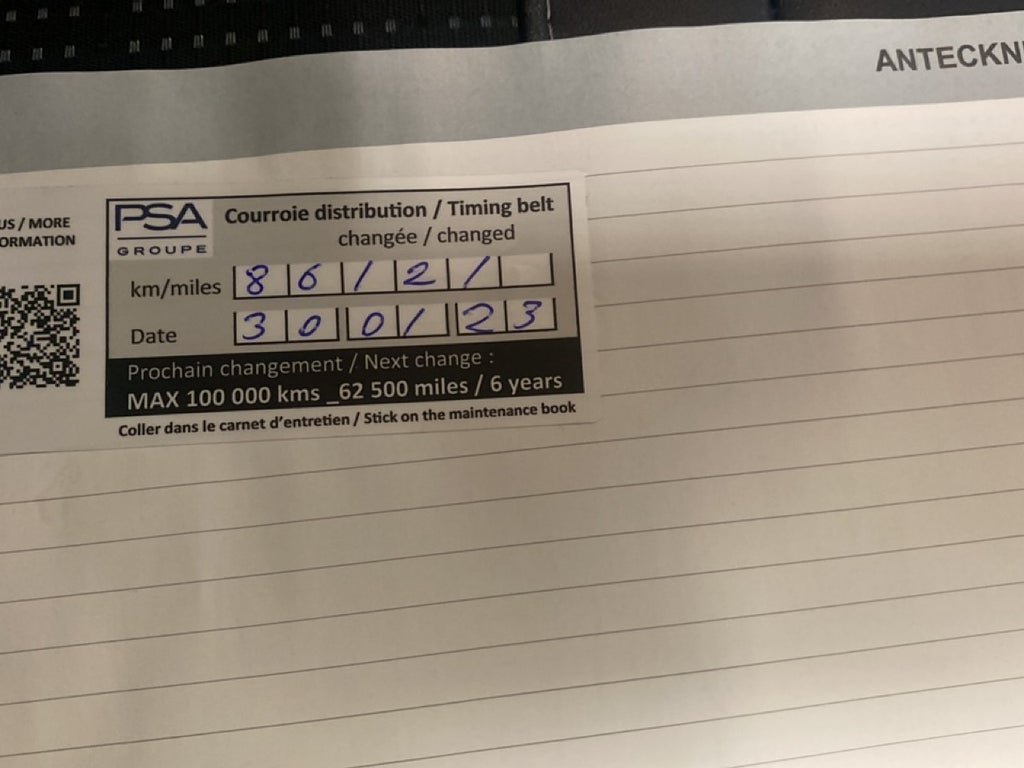 ANTECKN
US / MORE
ORMATION
PSA
GROUPE
Courroie distribution / Timing belt
changée / changed
km/miles 8 6 1 2 1
Date 3 0 0 1 2 3
Prochain changement / Next change :
MAX 100 000 kms _62 500 miles / 6 years
Coller dans le carnet d'entretien / Stick on the maintenance book